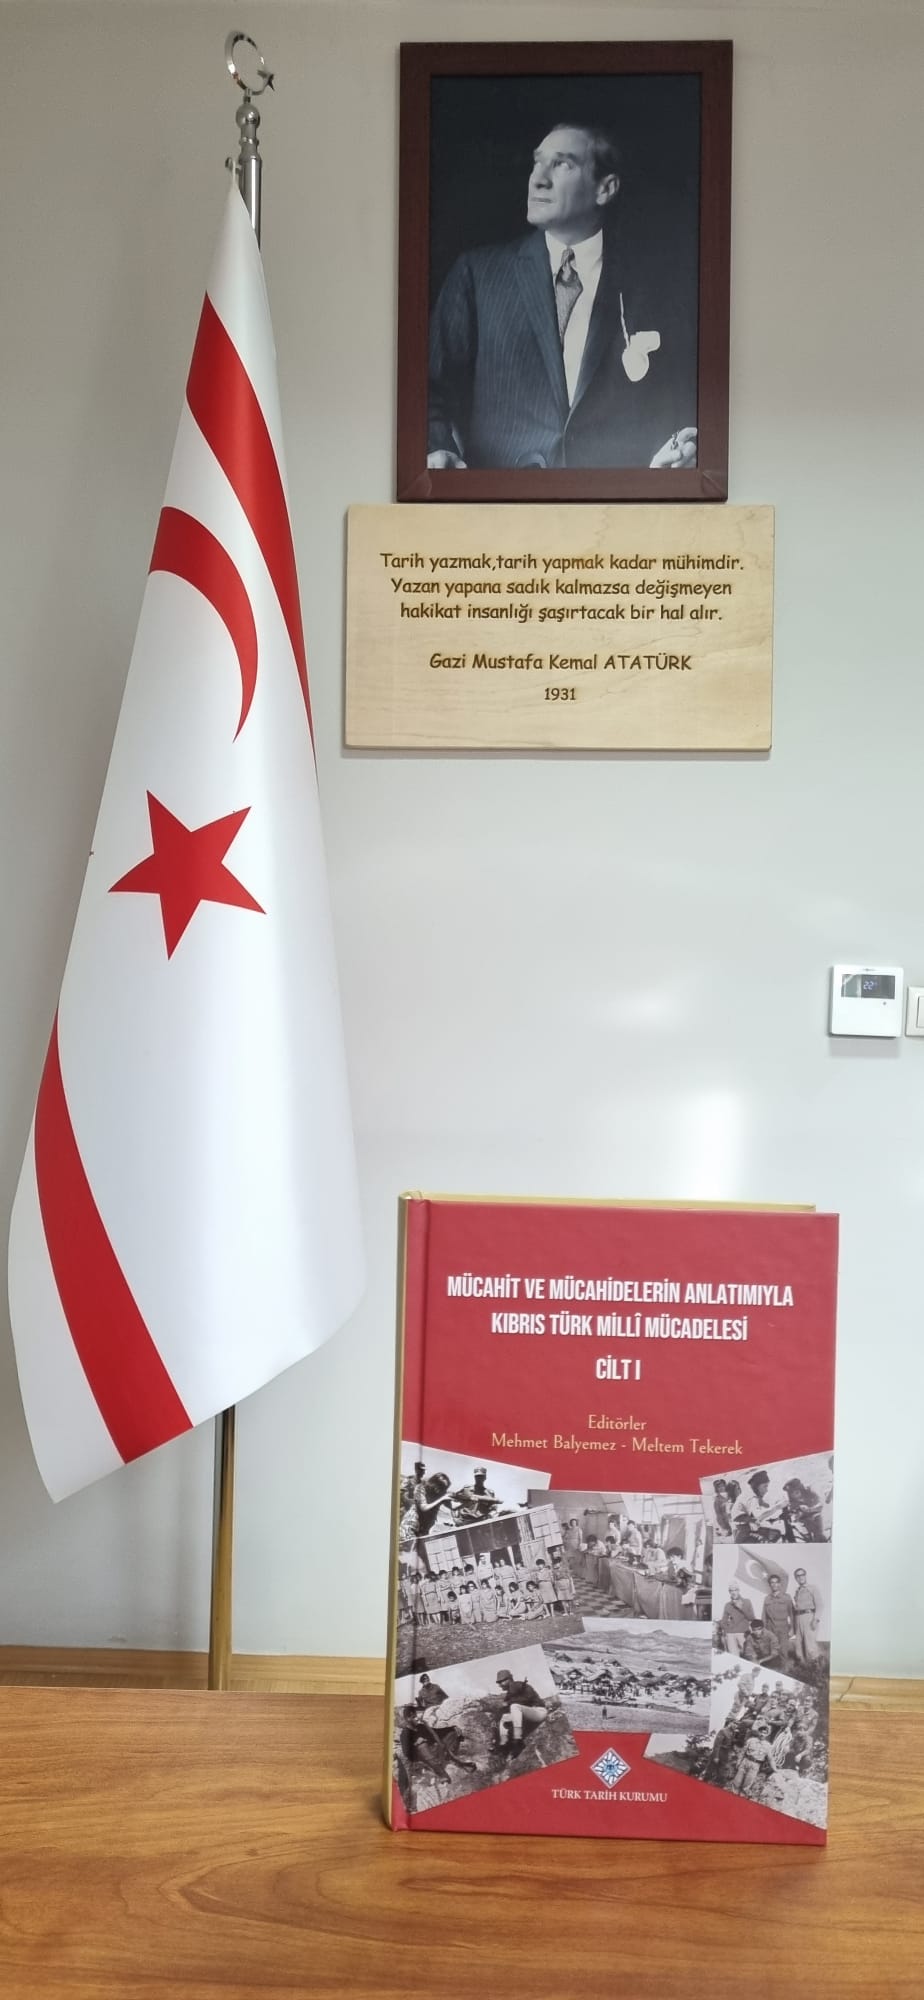 Tarih yazmak,tarih yapmak kadar mühimdir.
Yazan yapana sadık kalmazsa değişmeyen
hakikat insanlığı şaşırtacak bir hal alır.
Gazi Mustafa Kemal ATATÜRK
1931
22°
MÜCAHİT VE MÜCAHİDELERİN ANLATIMIYLA
KIBRIS TÜRK MİLLÎ MÜCADELESİ
CİLT I
Editörler
Mehmet Balyemez - Meltem Tekerek
TÜRK TARİH KURUMU